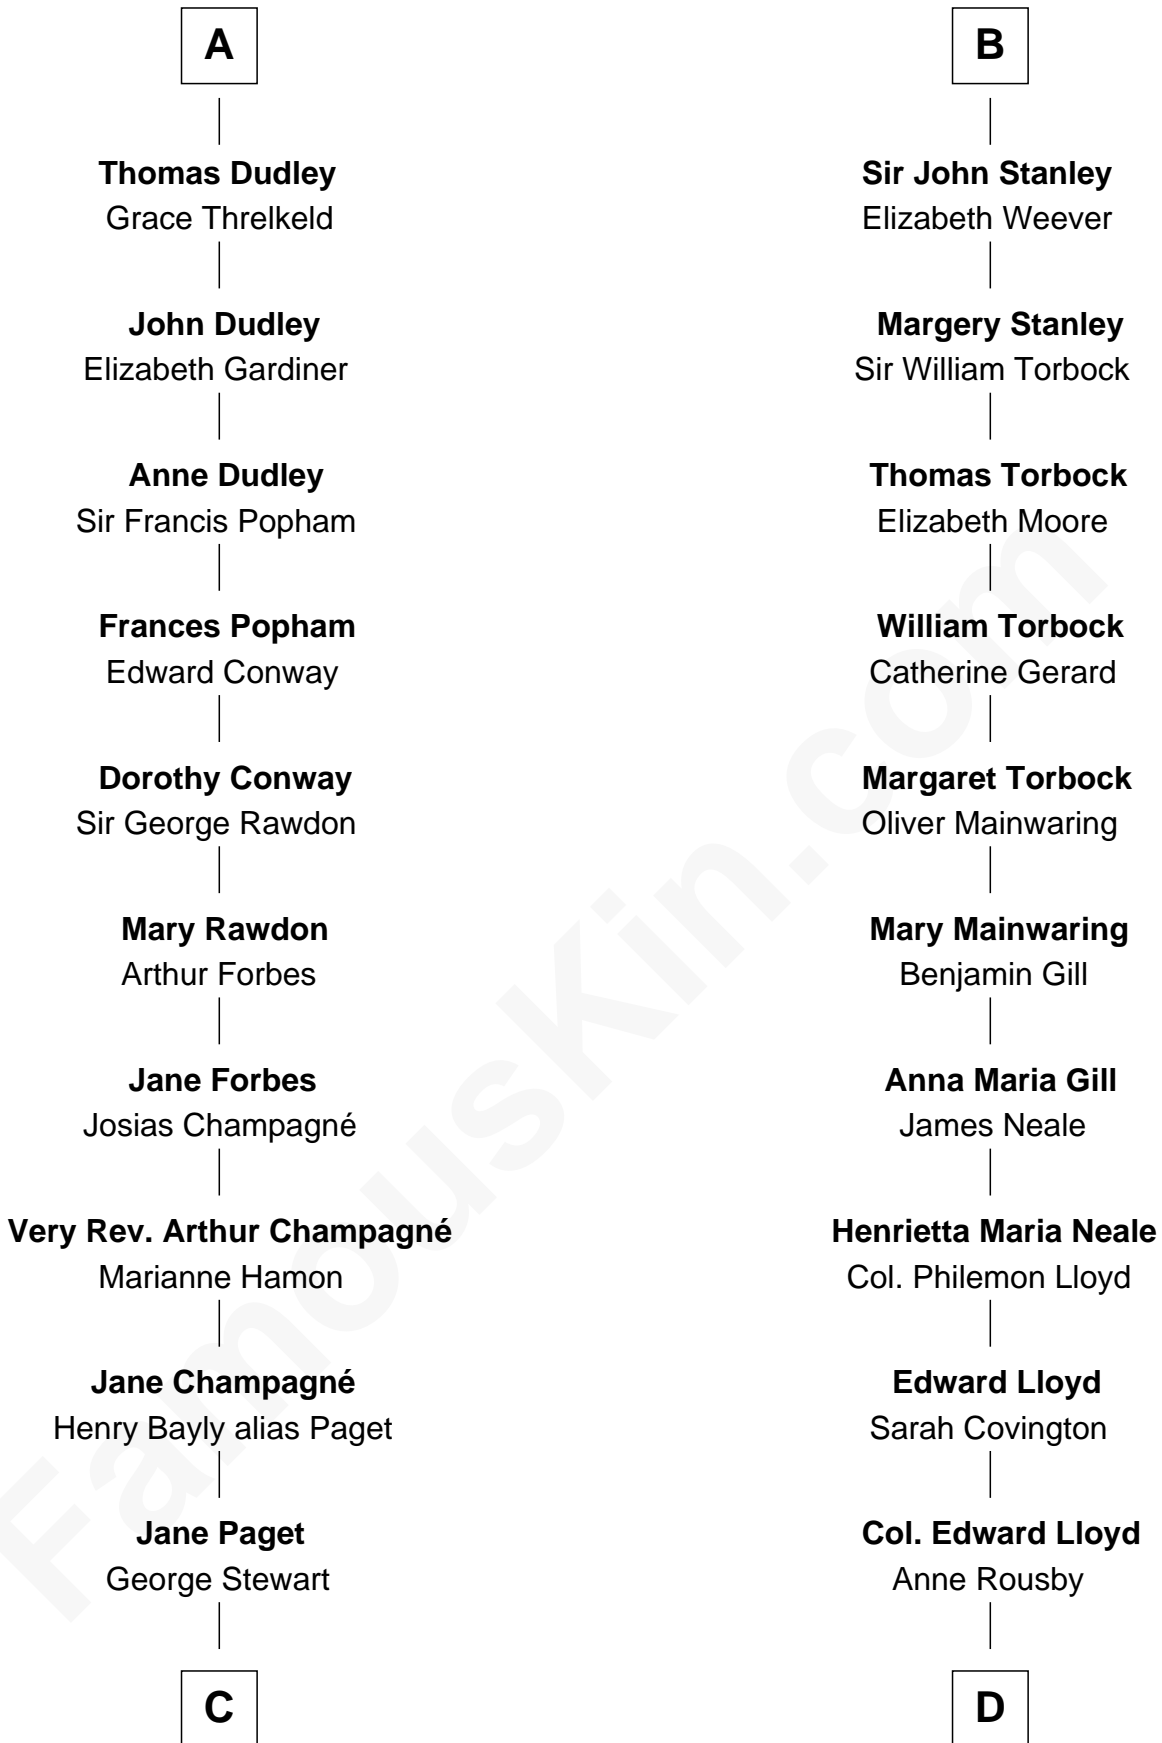 A
Thomas Dudley
Grace Threlkeld
John Dudley
Elizabeth Gardiner
Anne Dudley
Sir Francis Popham
Frances Popham
Edward Conway
Dorothy Conway
Sir George Rawdon
Mary Rawdon
Arthur Forbes
Jane Forbes
Josias Champagné
Very Rev. Arthur Champagné
Marianne Hamon
Jane Champagné
Henry Bayly alias Paget
Jane Paget
George Stewart
C
B
Sir John Stanley
Elizabeth Weever
Margery Stanley
Sir William Torbock
Thomas Torbock
Elizabeth Moore
William Torbock
Catherine Gerard
Margaret Torbock
Oliver Mainwaring
Mary Mainwaring
Benjamin Gill
Anna Maria Gill
James Neale
Henrietta Maria Neale
Col. Philemon Lloyd
Edward Lloyd
Sarah Covington
Col. Edward Lloyd
Anne Rousby
D
FamousKin.com